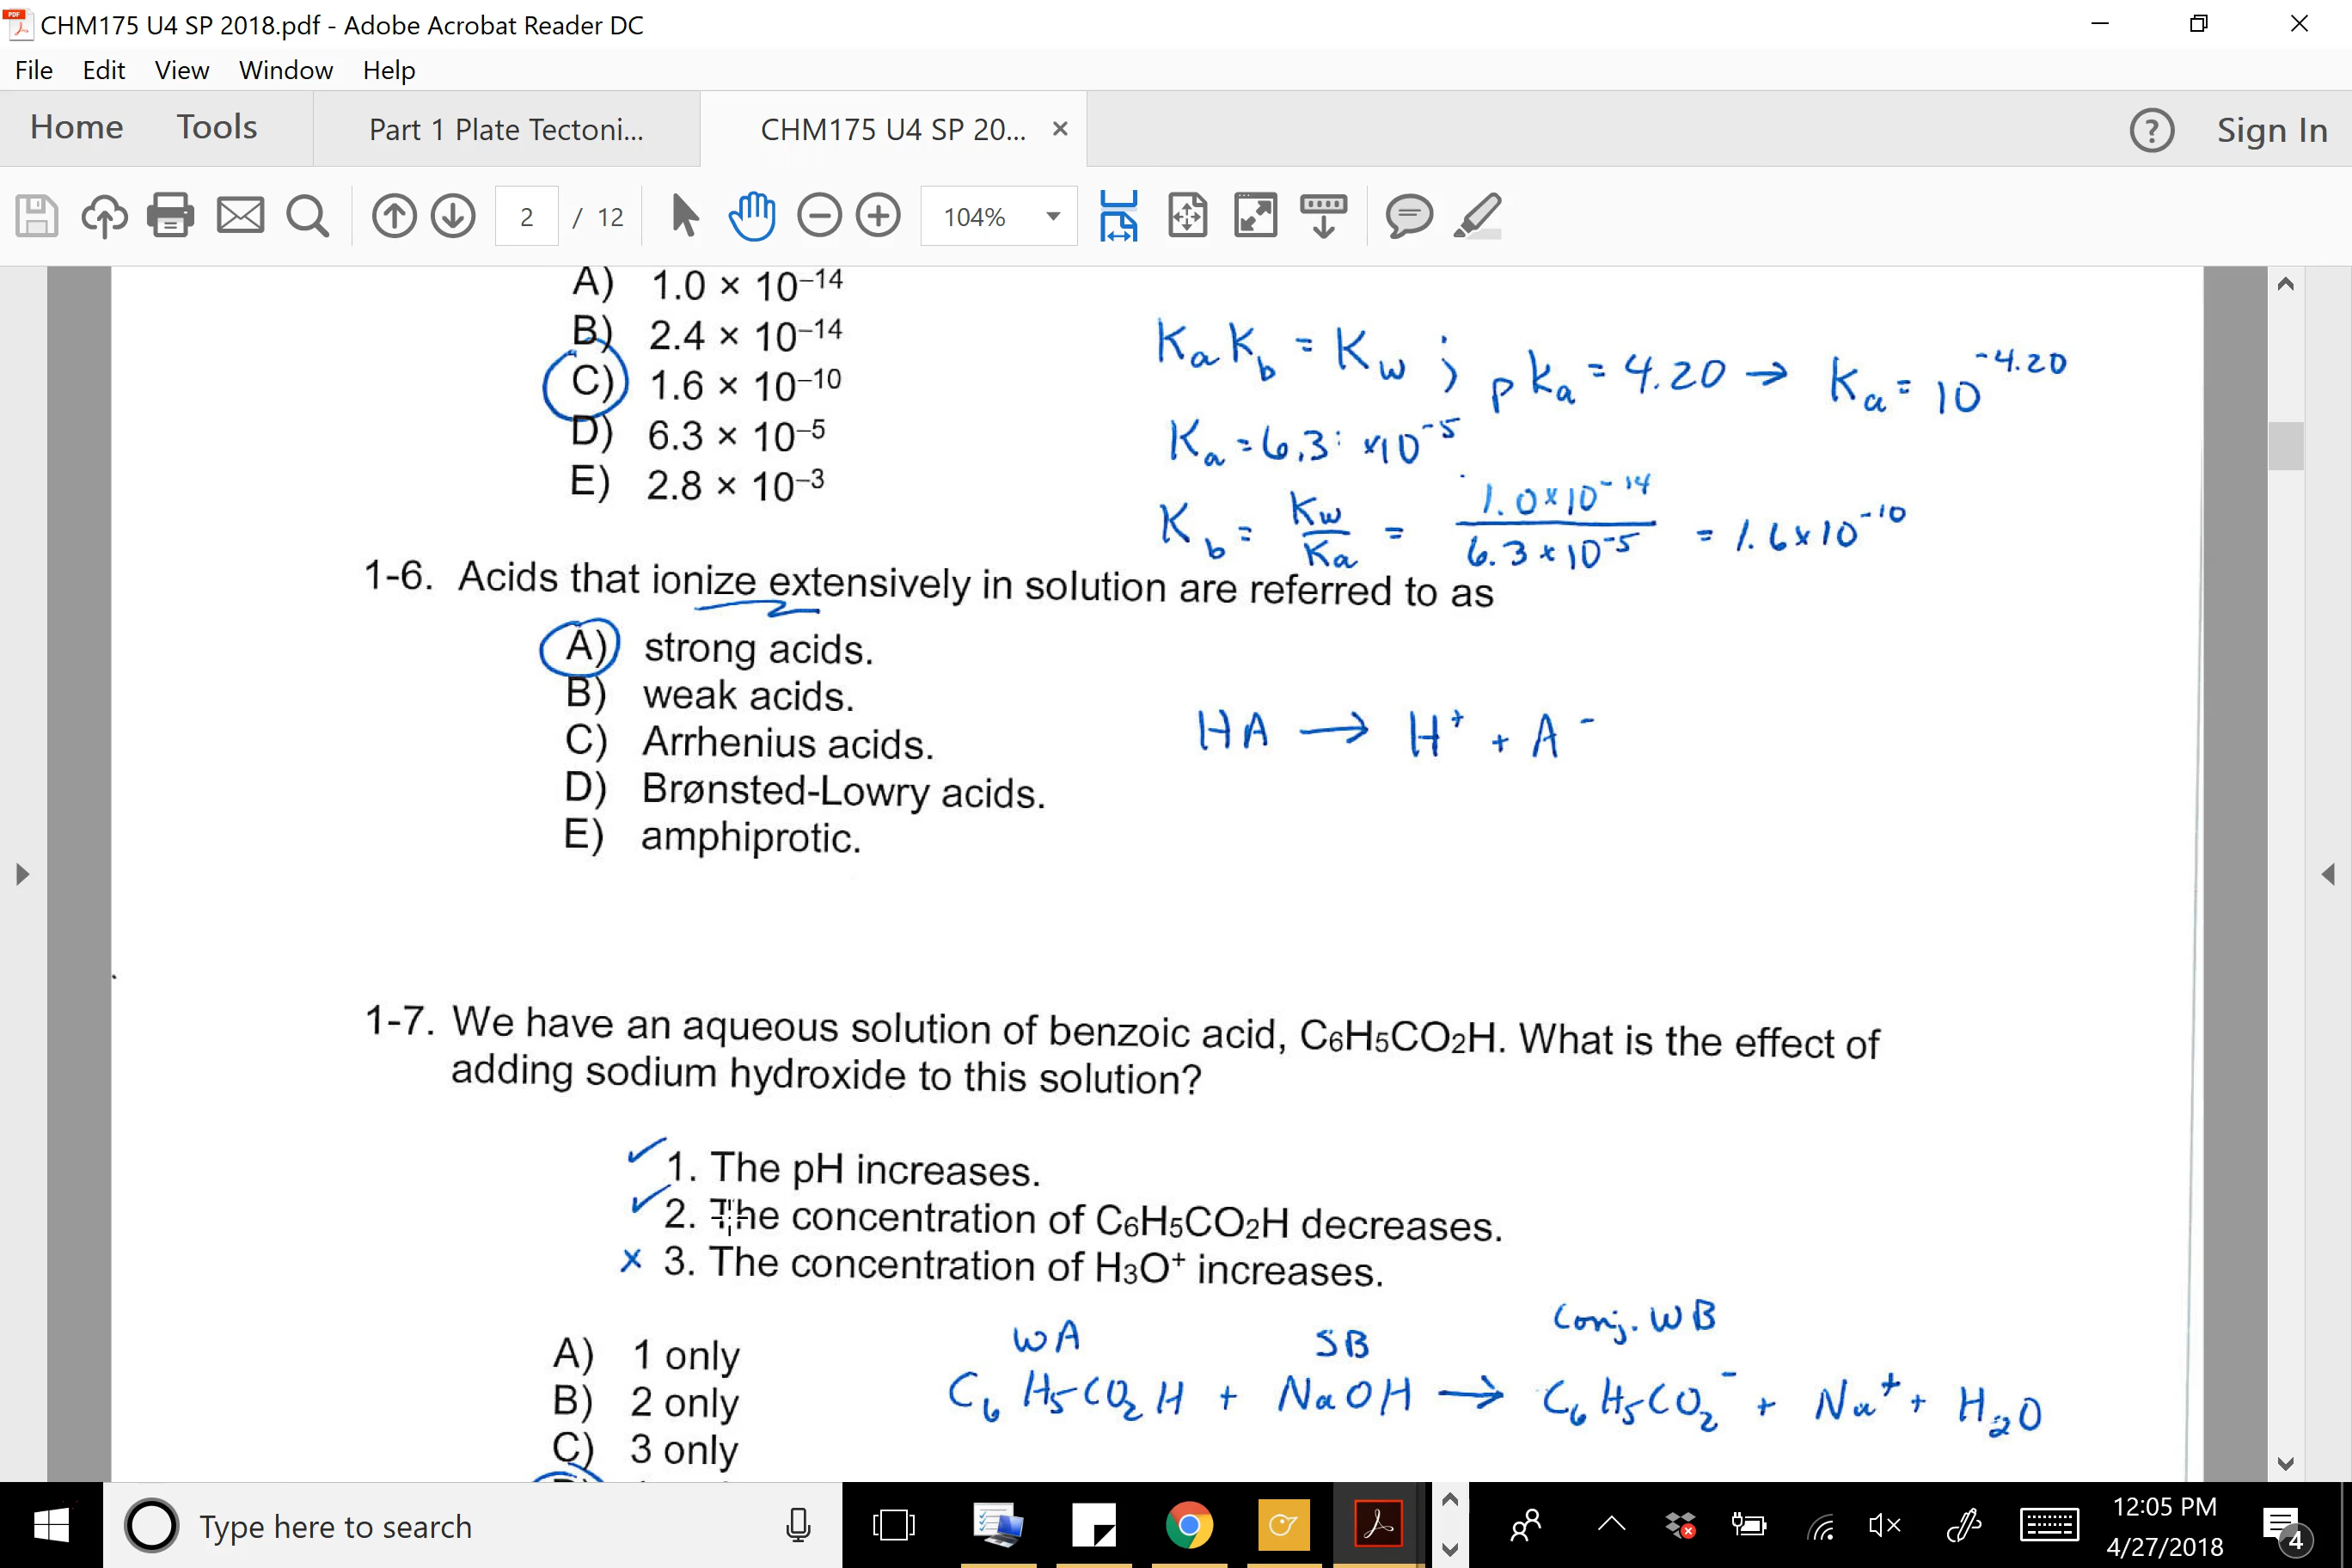 CHM175 U4 SP 2018.pdf - Adobe Acrobat Reader DC
File Edit View Window Help
Home Tools Part 1 Plate Tectoni... CHM175 U4 SP 20... × ? Sign In
2 / 12 104%
A) 1.0 × 10⁻¹⁴
B) 2.4 × 10⁻¹⁴
C) 1.6 × 10⁻¹⁰
D) 6.3 × 10⁻⁵
E) 2.8 × 10⁻³
KaKb = Kw ; pKa = 4.20 → Ka = 10^-4.20
Ka = 6.3 ×10⁻⁵
Kb = Kw/Ka = 1.0×10⁻¹⁴/6.3×10⁻⁵ = 1.6×10⁻¹⁰
1-6. Acids that ionize extensively in solution are referred to as
A) strong acids.
B) weak acids.
C) Arrhenius acids.
D) Brønsted-Lowry acids.
E) amphiprotic.
HA → H⁺ + A⁻
1-7. We have an aqueous solution of benzoic acid, C6H5CO2H. What is the effect of
adding sodium hydroxide to this solution?
✓ 1. The pH increases.
✓ 2. The concentration of C6H5CO2H decreases.
× 3. The concentration of H3O⁺ increases.
A) 1 only
B) 2 only
C) 3 only
WA SB Conj. WB
C₆H₅CO₂H + NaOH → C₆H₅CO₂⁻ + Na⁺ + H₂O
Type here to search
12:05 PM
4/27/2018
4